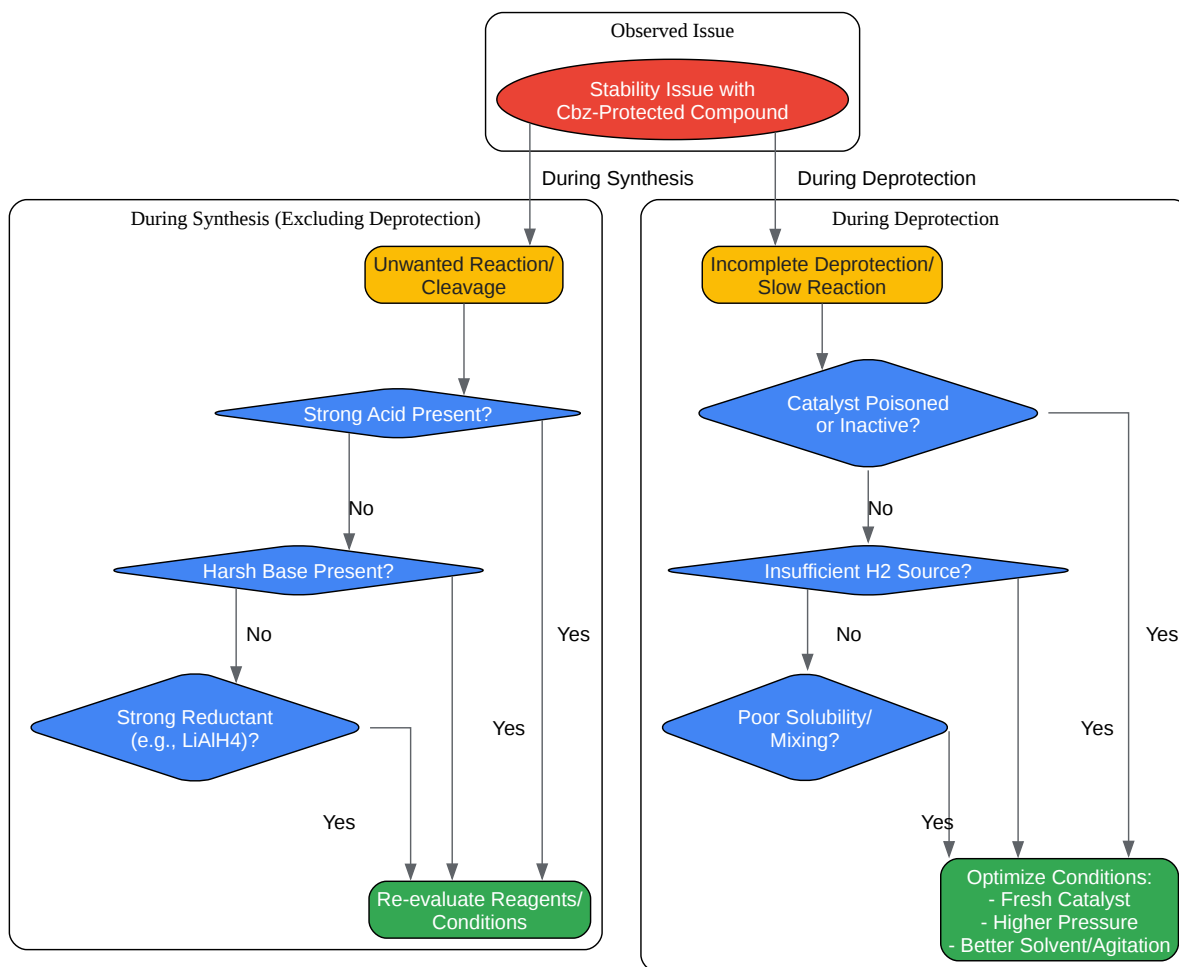 Observed Issue
Stability Issue with
Cbz-Protected Compound
During Synthesis
During Deprotection
During Synthesis (Excluding Deprotection)
Unwanted Reaction/
Cleavage
Strong Acid Present?
No
Harsh Base Present?
No
Yes
Strong Reductant
(e.g., LiAlH4)?
Yes
Yes
Re-evaluate Reagents/
Conditions
During Deprotection
Incomplete Deprotection/
Slow Reaction
Catalyst Poisoned
or Inactive?
No
Insufficient H2 Source?
No
Yes
Poor Solubility/
Mixing?
Yes
Yes
Optimize Conditions:
- Fresh Catalyst
- Higher Pressure
- Better Solvent/Agitation